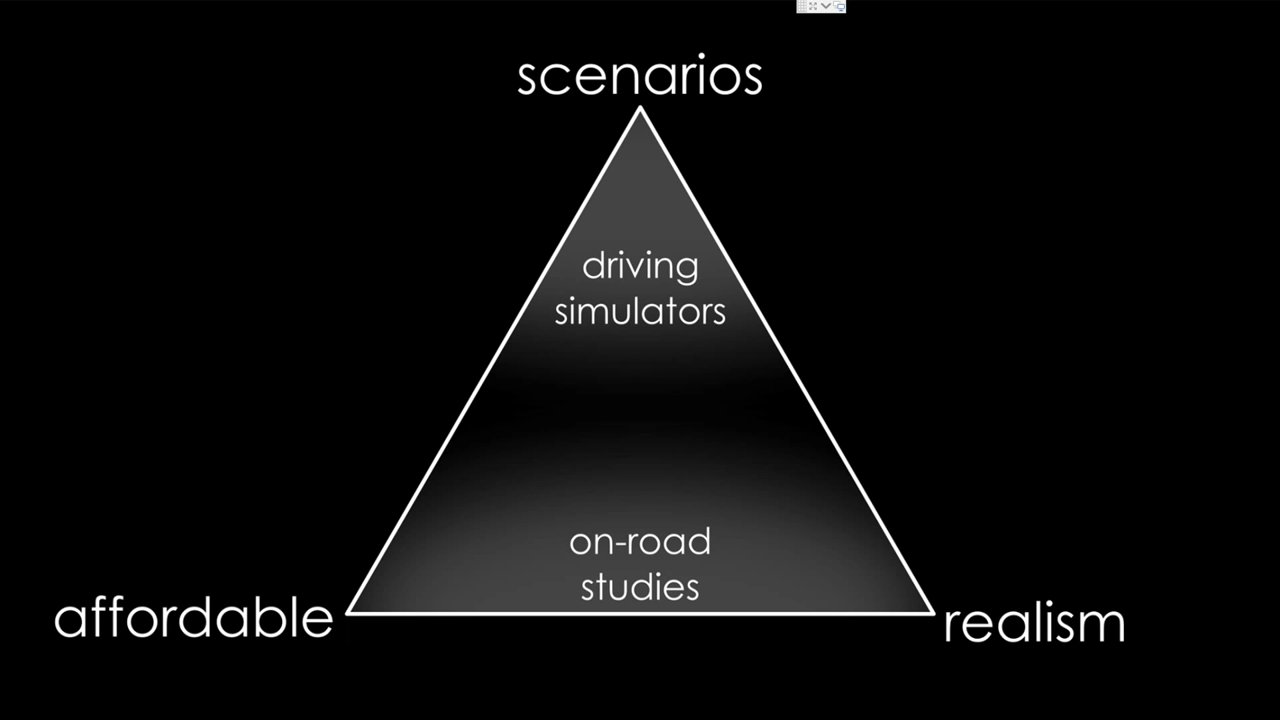 scenarios
driving
simulators
on-road
studies
affordable
realism